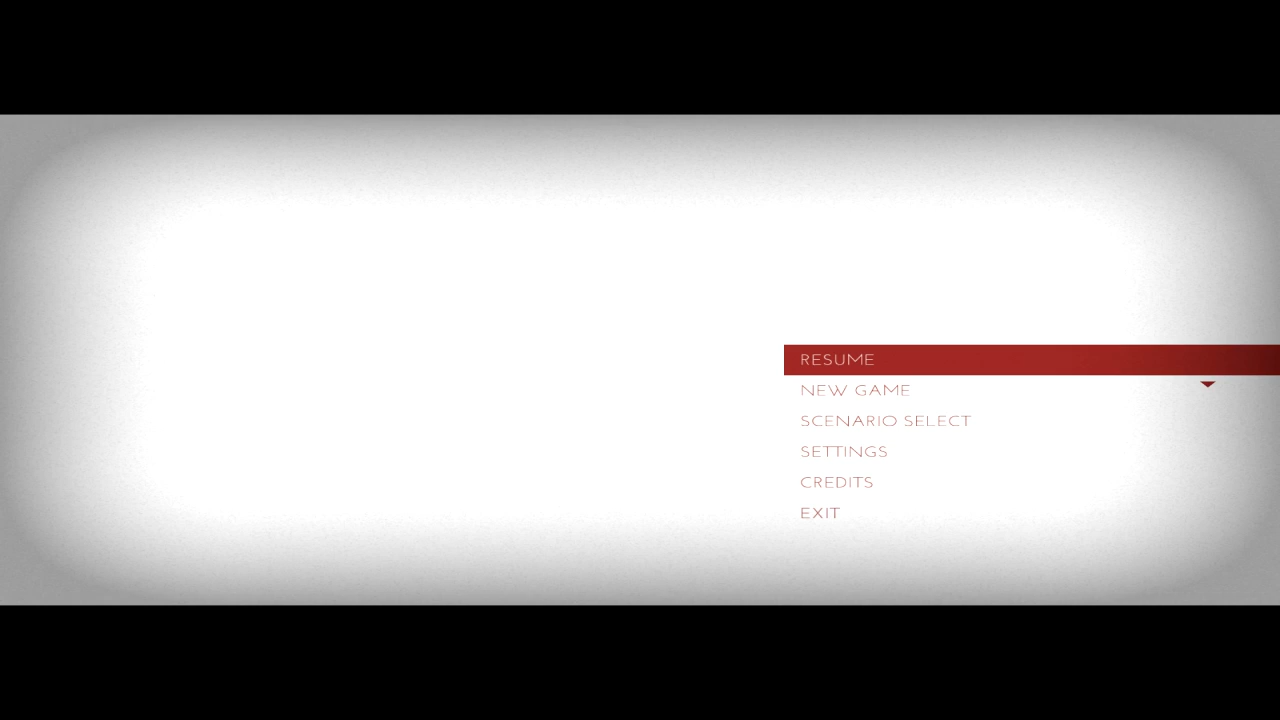 RESUME
NEW GAME
SCENARIO SELECT
SETTINGS
CREDITS
EXIT